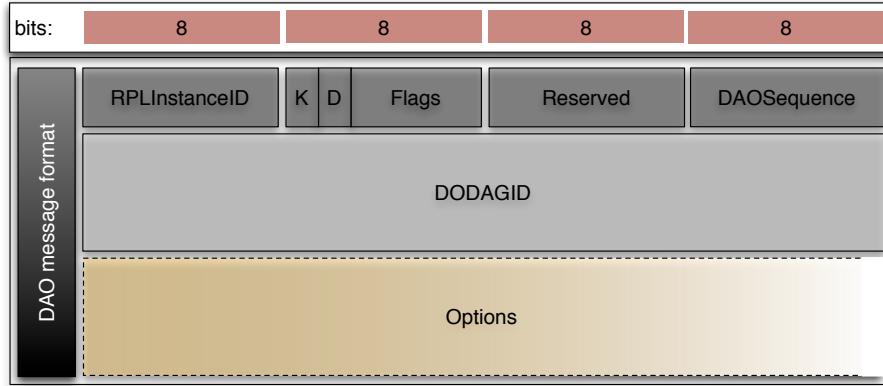 bits: 8 8 8 8
DAO message format
RPLInstanceID K D Flags Reserved DAOSequence
DODAGID
Options